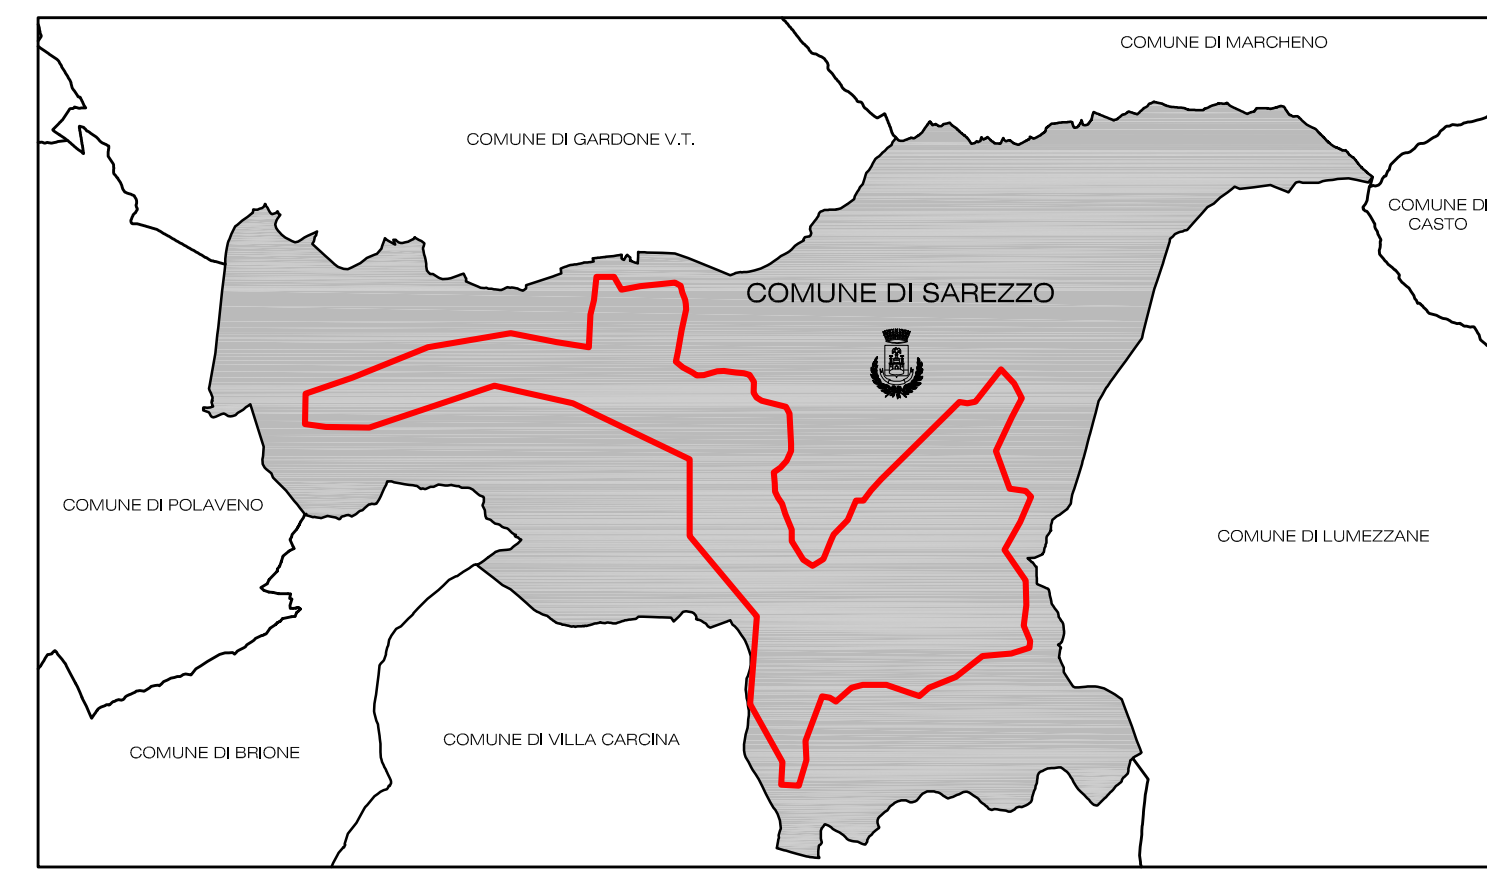 COMUNE DI MARCHENO
COMUNE DI GARDONE V.T.
COMUNE DI
CASTO
COMUNE DI SAREZZO
COMUNE DI POLAVENO
COMUNE DI LUMEZZANE
COMUNE DI VILLA CARCINA
COMUNE DI BRIONE